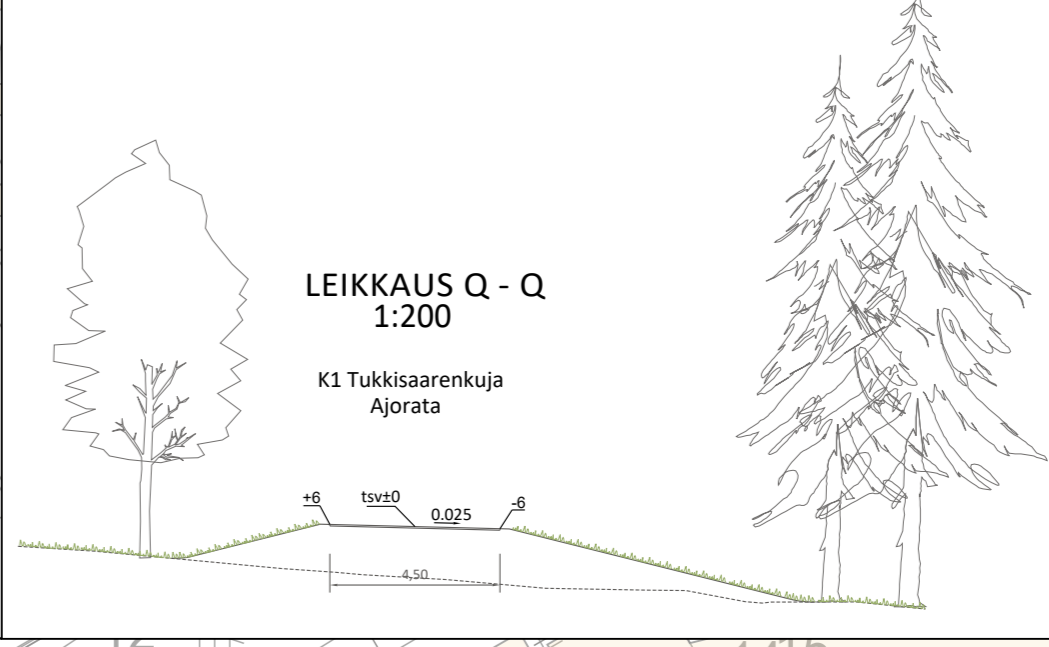 LEIKKAUS Q - Q
1:200
K1 Tukkisaarenkuja
Ajorata
+6 tsv±0 0.025 -6
4,50